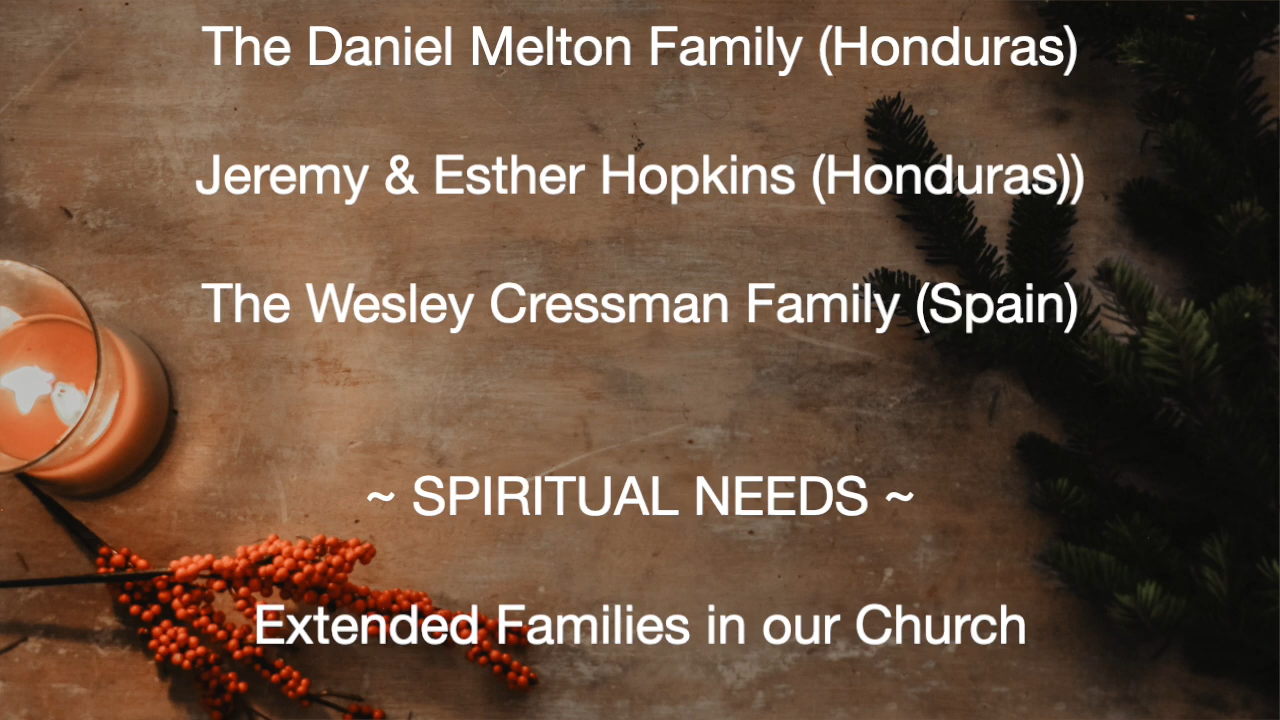 The Daniel Melton Family (Honduras)
Jeremy & Esther Hopkins (Honduras))
The Wesley Cressman Family (Spain)
~ SPIRITUAL NEEDS ~
Extended Families in our Church